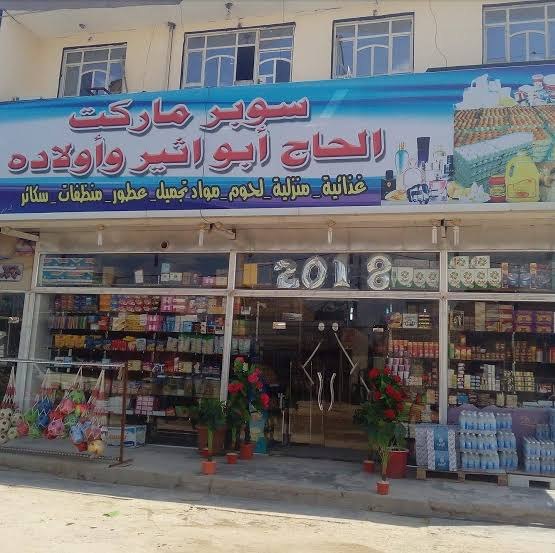 سوبر ماركت
الحاج أبو اثير وأولاده
غذائية _ منزلية _ لحوم _ مواد تجميل _ عطور _ منظفات _ سكائر
2018